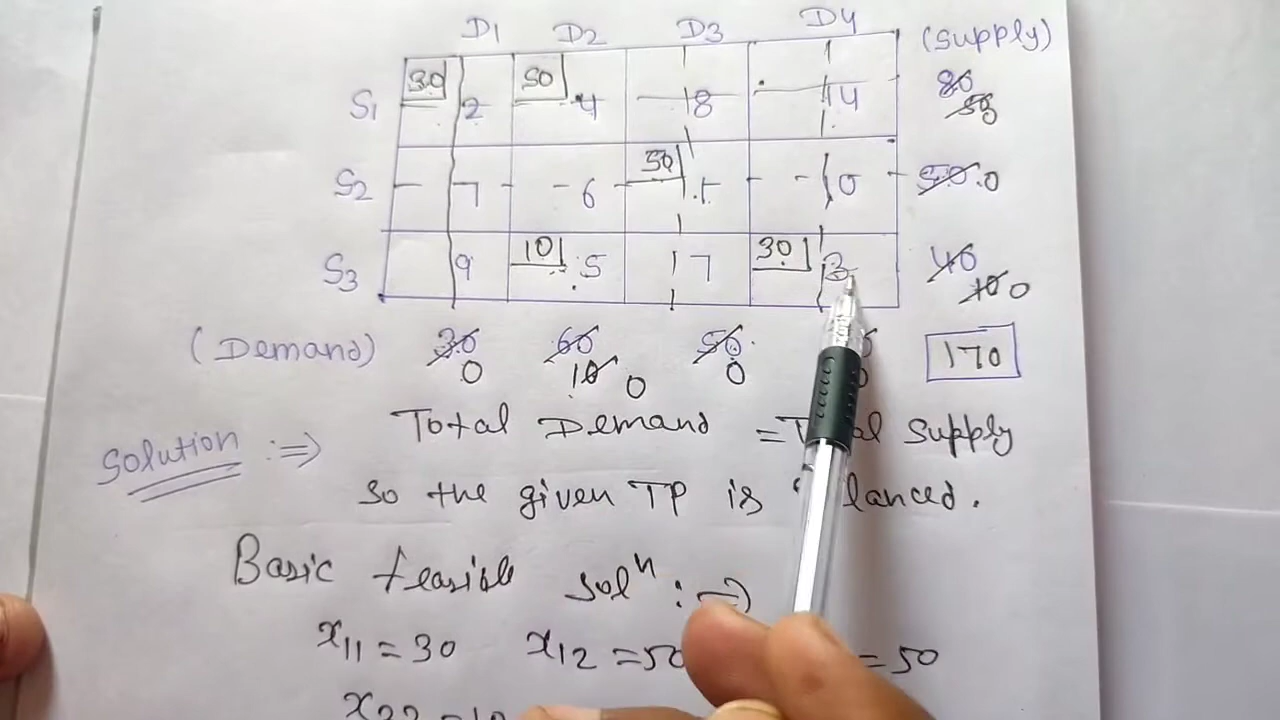 D1 D2 D3 D4 (Supply)
S1 30 2 50 4 8 14 80 50
S2 7 6 50 1 10 50 0
S3 9 10 5 7 30 3 40 10 0
(Demand) 30 60 50
0 10 0 0 170
Solution :⇒ Total Demand = Supply
So the given TP is
Basic feasible solⁿ :⇒
x11 = 30 x12 = 50 = 50